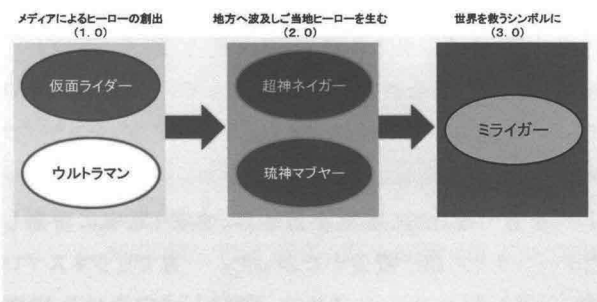 メディアによるヒーローの創出
(1.0)
仮面ライダー
ウルトラマン
地方へ波及しご当地ヒーローを生む
(2.0)
超神ネイガー
琉神マブヤー
世界を救うシンボルに
(3.0)
ミライガー